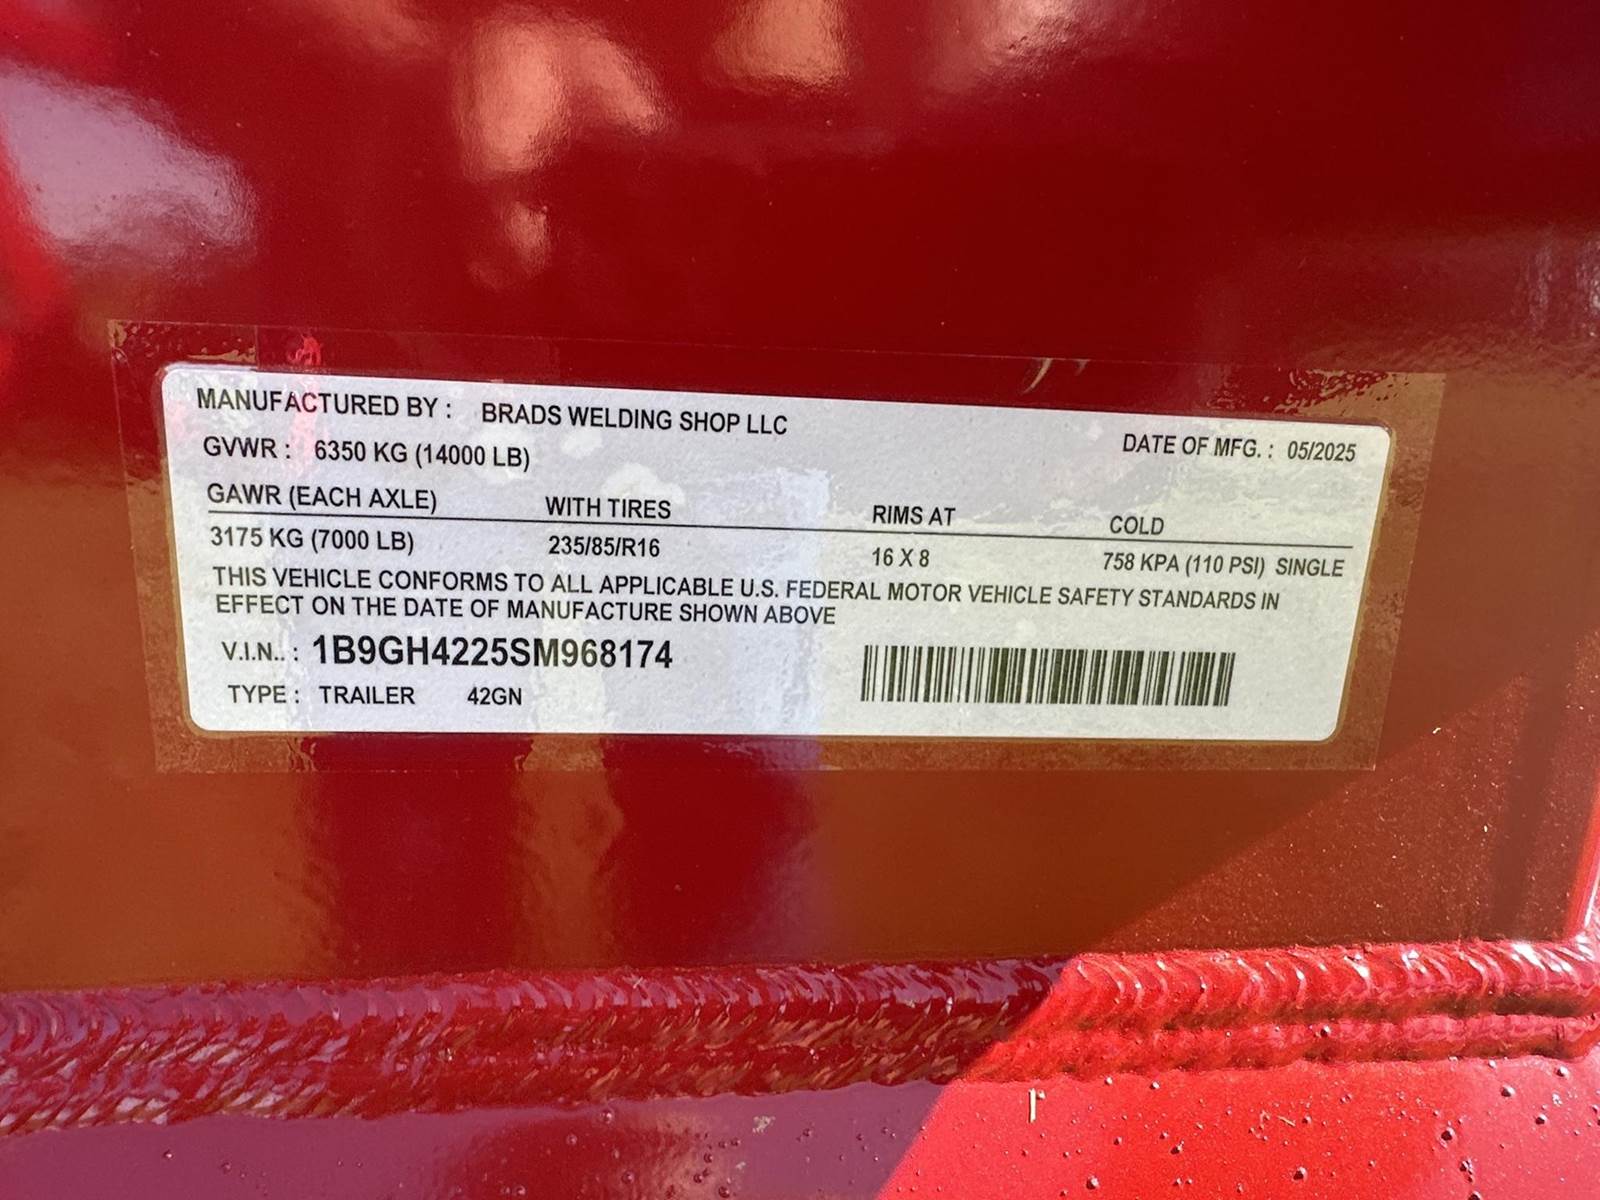 MANUFACTURED BY : BRADS WELDING SHOP LLC
GVWR : 6350 KG (14000 LB) DATE OF MFG. : 05/2025
GAWR (EACH AXLE) WITH TIRES RIMS AT COLD
3175 KG (7000 LB) 235/85/R16 16 X 8 758 KPA (110 PSI) SINGLE
THIS VEHICLE CONFORMS TO ALL APPLICABLE U.S. FEDERAL MOTOR VEHICLE SAFETY STANDARDS IN
EFFECT ON THE DATE OF MANUFACTURE SHOWN ABOVE
V.I.N.. : 1B9GH4225SM968174
TYPE : TRAILER 42GN